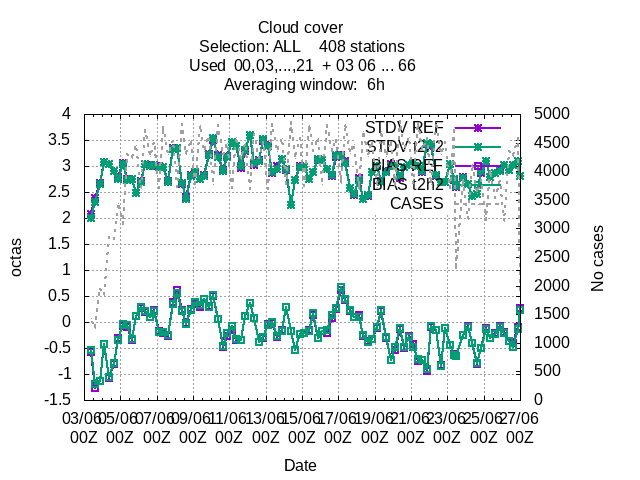 Cloud cover
Selection: ALL    408 stations
Used  00,03,...,21  + 03 06 ... 66
Averaging window:  6h
4
3.5
3
2.5
2
1.5
1
0.5
0
-0.5
-1
-1.5
octas
5000
4500
4000
3500
3000
2500
2000
1500
1000
500
0
No cases
STDV REF
STDV t2h2
BIAS REF
BIAS t2h2
CASES
03/06 05/06 07/06 09/06 11/06 13/06 15/06 17/06 19/06 21/06 23/06 25/06 27/06
00Z 00Z 00Z 00Z 00Z 00Z 00Z 00Z 00Z 00Z 00Z 00Z 00Z
Date